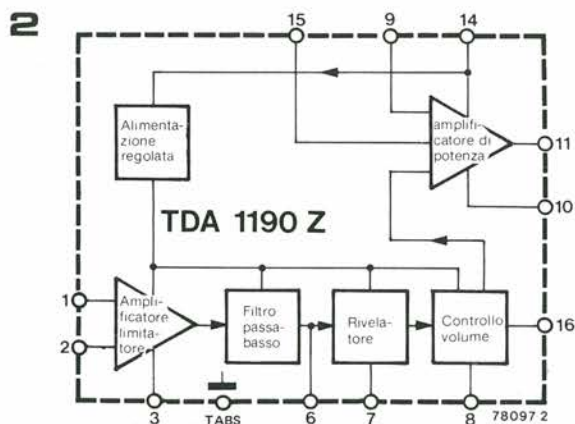 2
15
9
14
Alimenta-
zione
regolata
amplifi-
catore di
potenza
11
10
TDA 1190 Z
1
2
Ampli-
ficatore
limita-
tore
Filtro
passa-
basso
Rivela-
tore
Controllo
volume
16
3
TABS
6
7
8
78097 2